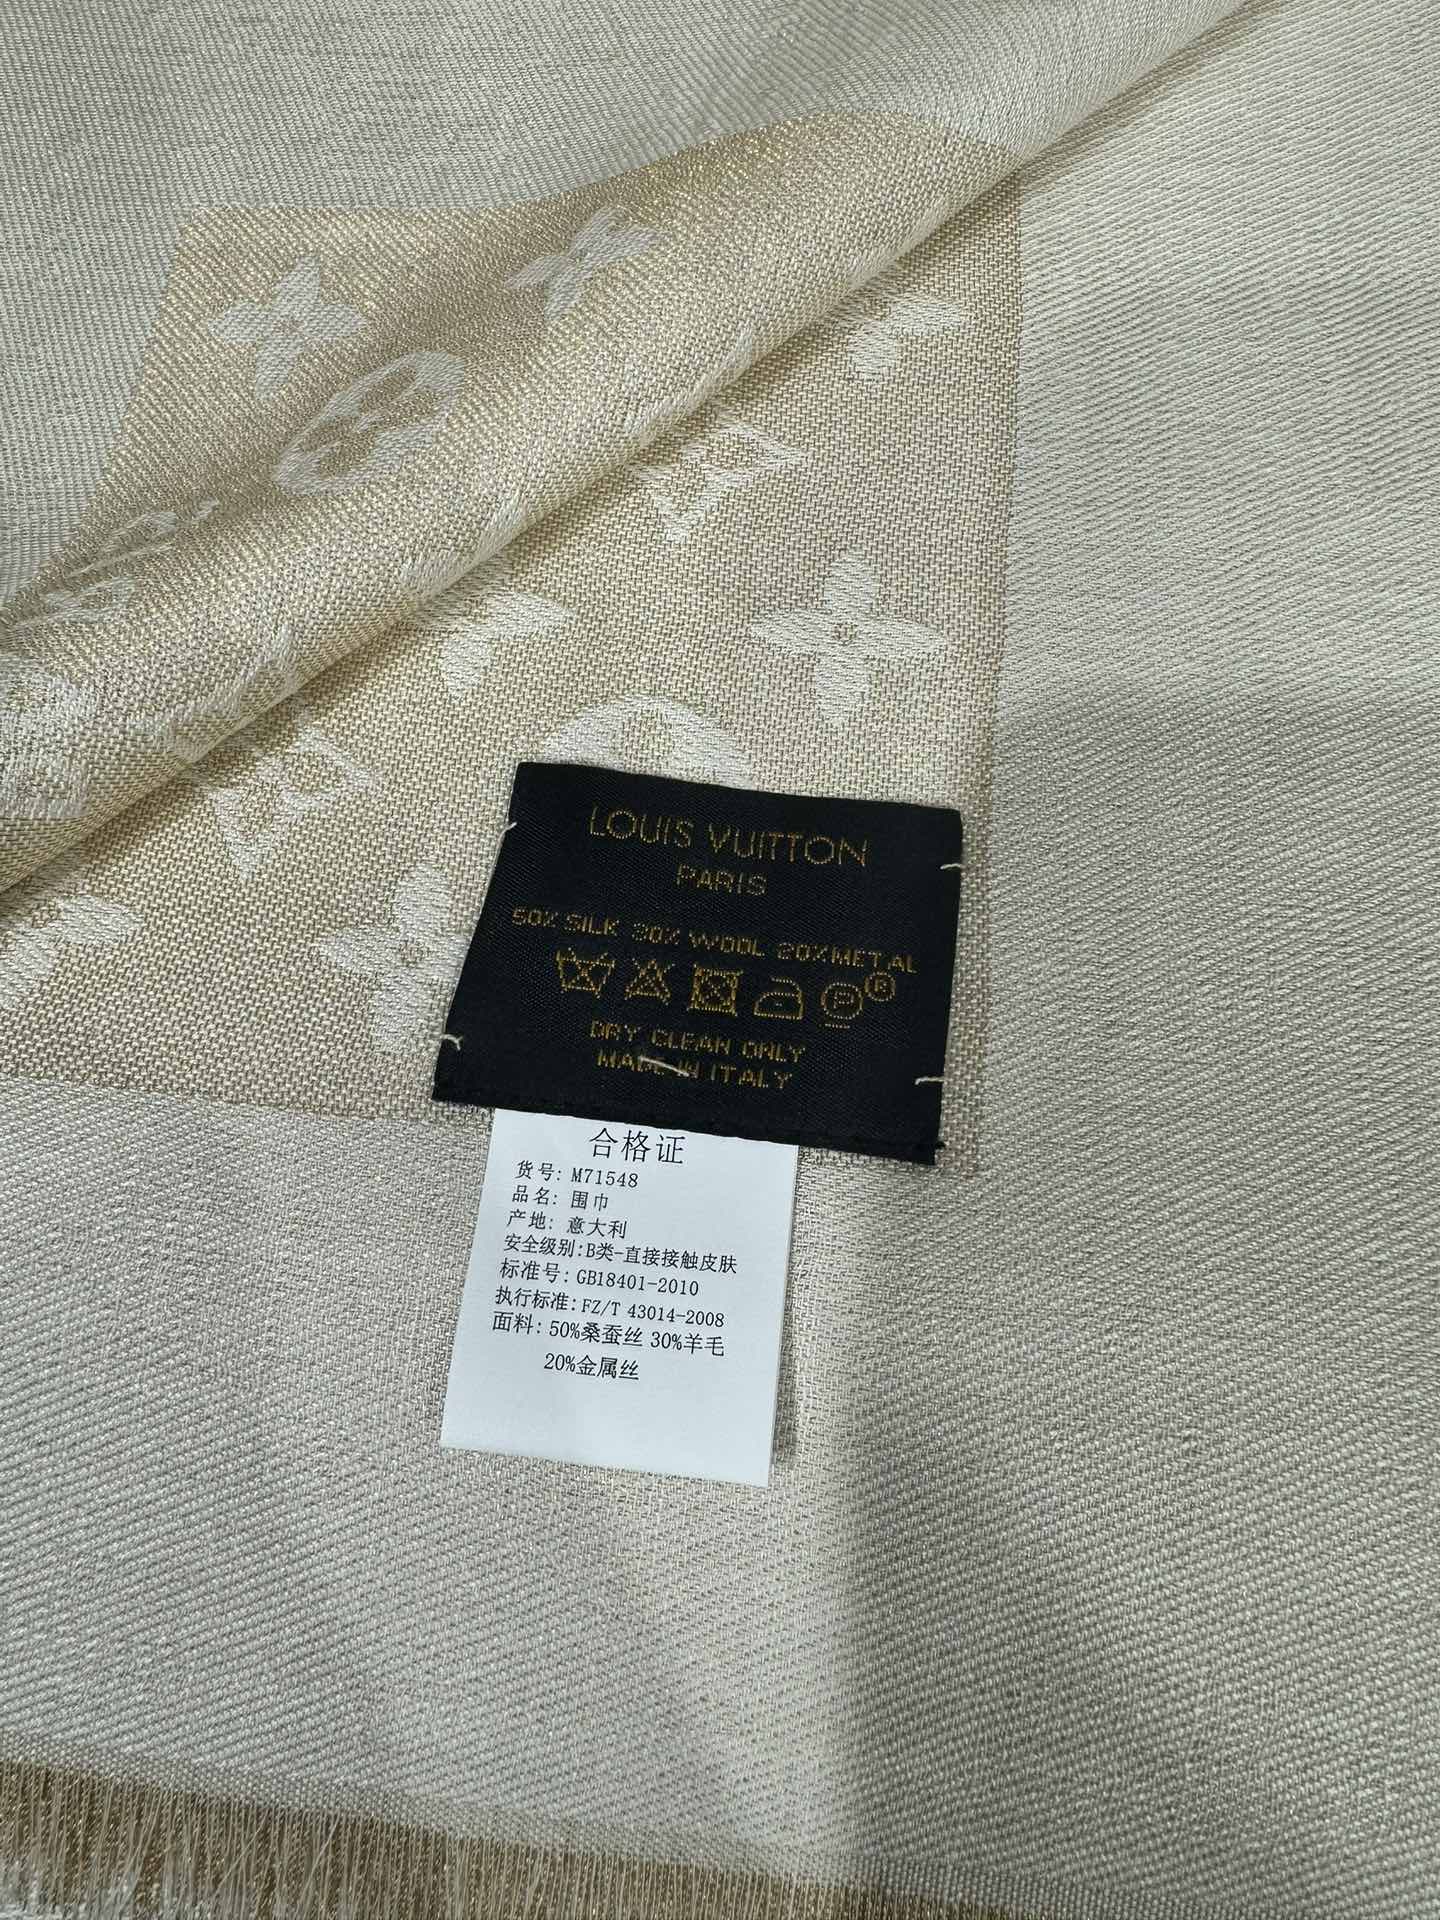 LOUIS VUITTON
PARIS
50% SILK 30% WOOL 20% METAL
P ®
DRY CLEAN ONLY
MADE IN ITALY
合格证
货号: M71548
品名: 围巾
产地: 意大利
安全级别:B类-直接接触皮肤
标准号: GB18401-2010
执行标准: FZ/T 43014-2008
面料: 50%桑蚕丝 30%羊毛
20%金属丝